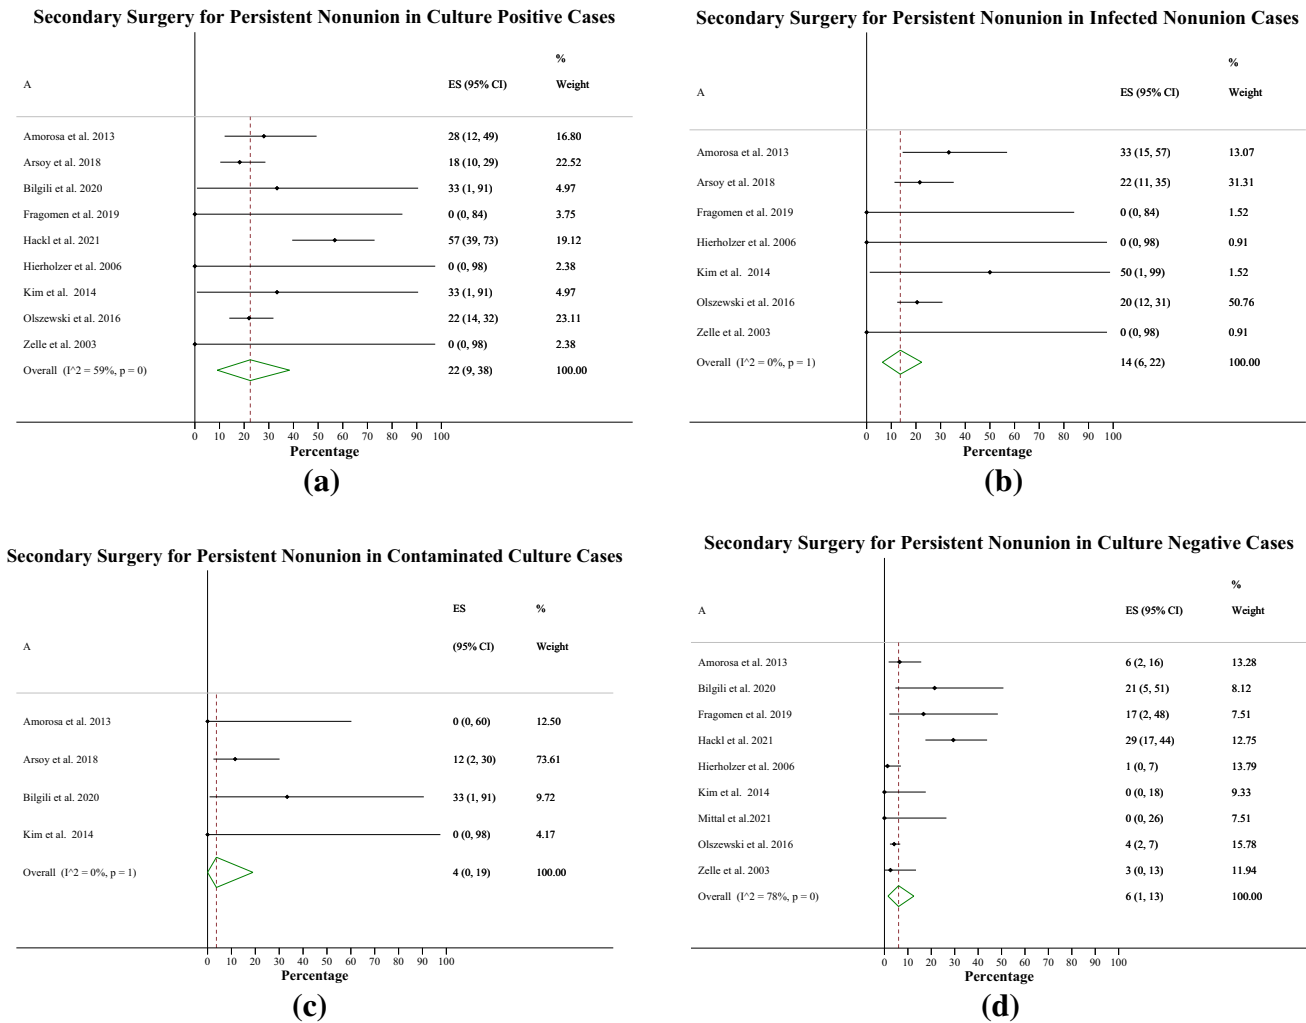 Secondary Surgery for Persistent Nonunion in Culture Positive Cases
%
A ES (95% CI) Weight
Amorosa et al. 2013 28 (12, 49) 16.80
Arsoy et al. 2018 18 (10, 29) 22.52
Bilgili et al. 2020 33 (1, 91) 4.97
Fragomen et al. 2019 0 (0, 84) 3.75
Hackl et al. 2021 57 (39, 73) 19.12
Hierholzer et al. 2006 0 (0, 98) 2.38
Kim et al. 2014 33 (1, 91) 4.97
Olszewski et al. 2016 22 (14, 32) 23.11
Zelle et al. 2003 0 (0, 98) 2.38
Overall (I^2 = 59%, p = 0) 22 (9, 38) 100.00
0 10 20 30 40 50 60 70 80 90 100
Percentage
(a)
Secondary Surgery for Persistent Nonunion in Infected Nonunion Cases
%
A ES (95% CI) Weight
Amorosa et al. 2013 33 (15, 57) 13.07
Arsoy et al. 2018 22 (11, 35) 31.31
Fragomen et al. 2019 0 (0, 84) 1.52
Hierholzer et al. 2006 0 (0, 98) 0.91
Kim et al. 2014 50 (1, 99) 1.52
Olszewski et al. 2016 20 (12, 31) 50.76
Zelle et al. 2003 0 (0, 98) 0.91
Overall (I^2 = 0%, p = 1) 14 (6, 22) 100.00
0 10 20 30 40 50 60 70 80 90 100
Percentage
(b)
Secondary Surgery for Persistent Nonunion in Contaminated Culture Cases
ES %
A (95% CI) Weight
Amorosa et al. 2013 0 (0, 60) 12.50
Arsoy et al. 2018 12 (2, 30) 73.61
Bilgili et al. 2020 33 (1, 91) 9.72
Kim et al. 2014 0 (0, 98) 4.17
Overall (I^2 = 0%, p = 1) 4 (0, 19) 100.00
0 10 20 30 40 50 60 70 80 90 100
Percentage
(c)
Secondary Surgery for Persistent Nonunion in Culture Negative Cases
%
A ES (95% CI) Weight
Amorosa et al. 2013 6 (2, 16) 13.28
Bilgili et al. 2020 21 (5, 51) 8.12
Fragomen et al. 2019 17 (2, 48) 7.51
Hackl et al. 2021 29 (17, 44) 12.75
Hierholzer et al. 2006 1 (0, 7) 13.79
Kim et al. 2014 0 (0, 18) 9.33
Mittal et al.2021 0 (0, 26) 7.51
Olszewski et al. 2016 4 (2, 7) 15.78
Zelle et al. 2003 3 (0, 13) 11.94
Overall (I^2 = 78%, p = 0) 6 (1, 13) 100.00
0 10 20 30 40 50 60 70 80 90 100
Percentage
(d)